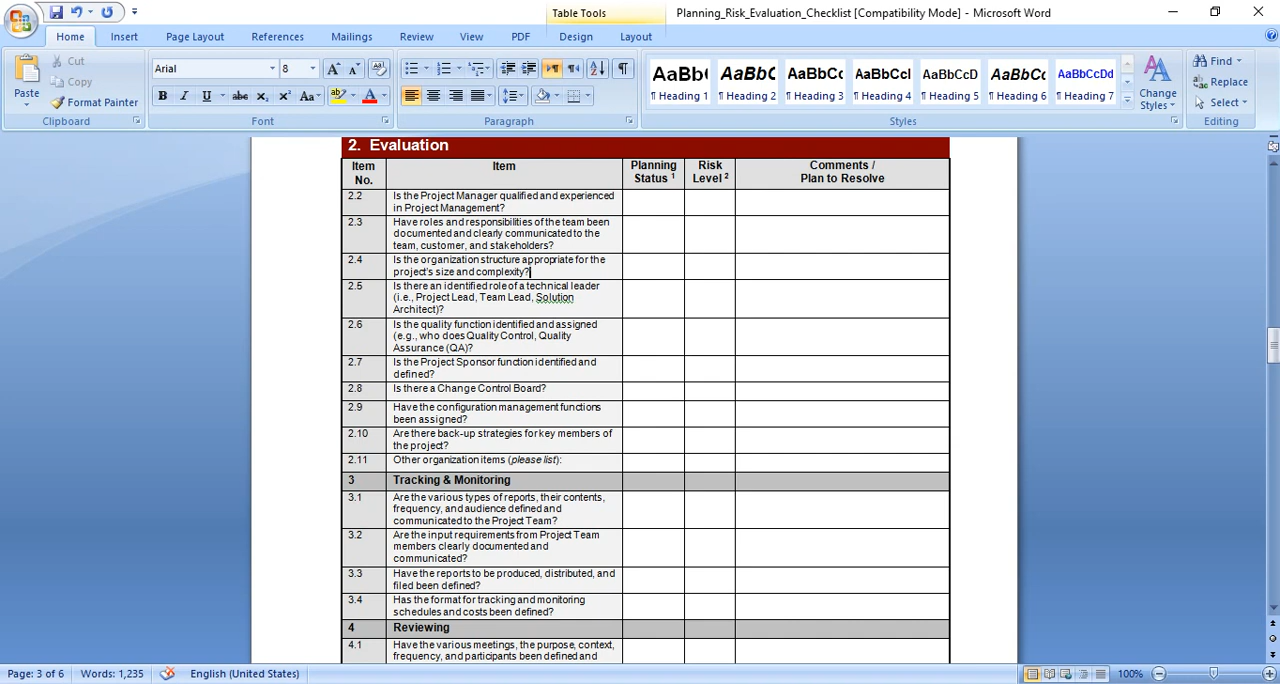 Table Tools
Planning_Risk_Evaluation_Checklist [Compatibility Mode] - Microsoft Word
Home Insert Page Layout References Mailings Review View PDF Design Layout
Paste
Cut
Copy
Format Painter
Clipboard
Arial 8
Font
Paragraph
AaBb( AaBbC AaBbCc AaBbCcI AaBbCcD AaBbCc AaBbCcDd
¶ Heading 1 ¶ Heading 2 ¶ Heading 3 ¶ Heading 4 ¶ Heading 5 ¶ Heading 6 ¶ Heading 7
Change
Styles
Styles
Find
Replace
Select
Editing
2. Evaluation
Item No. Item Planning Status 1 Risk Level 2 Comments / Plan to Resolve
2.2 Is the Project Manager qualified and experienced
in Project Management?
2.3 Have roles and responsibilities of the team been
documented and clearly communicated to the
team, customer, and stakeholders?
2.4 Is the organization structure appropriate for the
project's size and complexity?
2.5 Is there an identified role of a technical leader
(i.e., Project Lead, Team Lead, Solution
Architect)?
2.6 Is the quality function identified and assigned
(e.g., who does Quality Control, Quality
Assurance (QA)?
2.7 Is the Project Sponsor function identified and
defined?
2.8 Is there a Change Control Board?
2.9 Have the configuration management functions
been assigned?
2.10 Are there back-up strategies for key members of
the project?
2.11 Other organization items (please list):
3 Tracking & Monitoring
3.1 Are the various types of reports, their contents,
frequency, and audience defined and
communicated to the Project Team?
3.2 Are the input requirements from Project Team
members clearly documented and
communicated?
3.3 Have the reports to be produced, distributed, and
filed been defined?
3.4 Has the format for tracking and monitoring
schedules and costs been defined?
4 Reviewing
4.1 Have the various meetings, the purpose, context,
frequency, and participants been defined and
Page: 3 of 6 Words: 1,235 English (United States) 100%